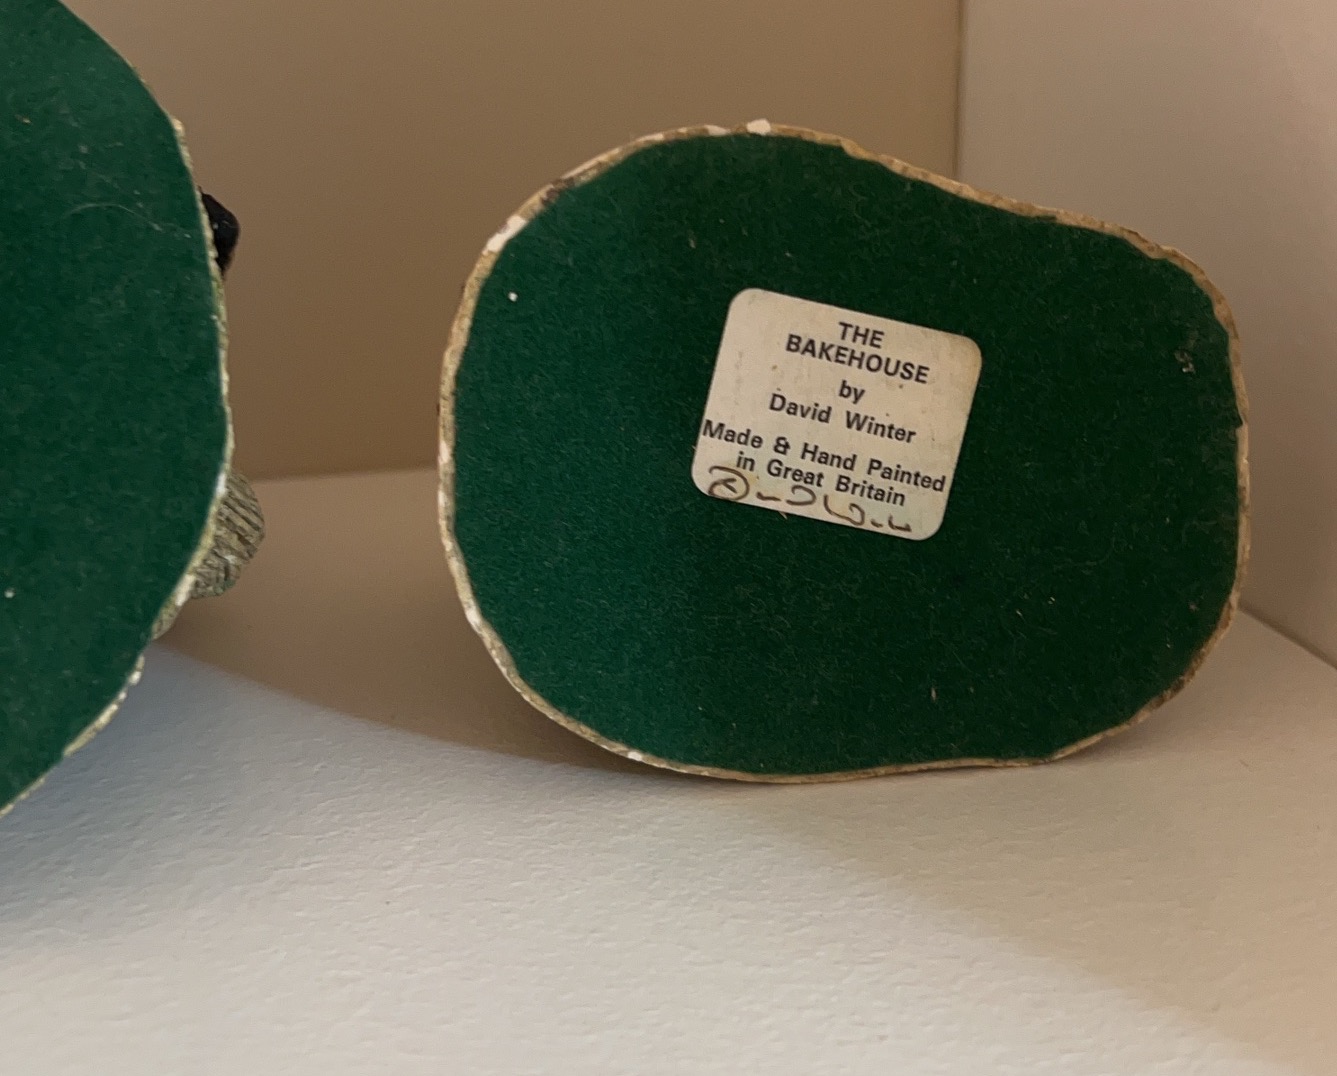 THE
BAKEHOUSE
by
David Winter
Made & Hand Painted
in Great Britain